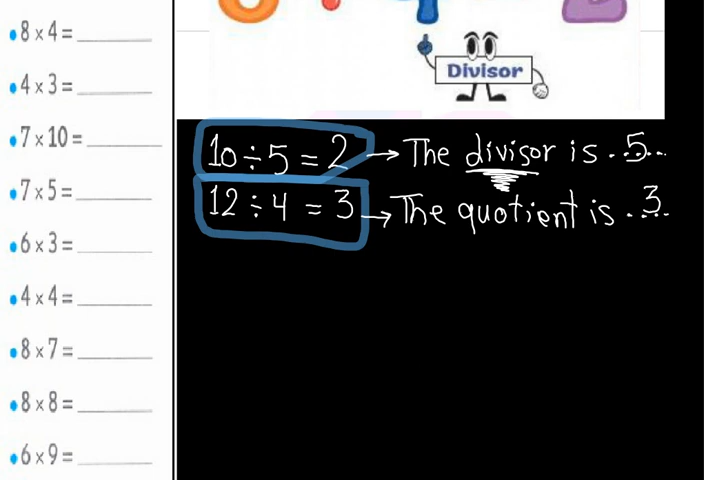 •8 x 4 = ________
•4 x 3 = ________
•7 x 10 = ________
•7 x 5 = ________
•6 x 3 = ________
•4 x 4 = ________
•8 x 7 = ________
•8 x 8 = ________
•6 x 9 = ________
Divisor
10 ÷ 5 = 2 → The divisor is . 5 ...
12 ÷ 4 = 3 → The quotient is . 3 ...